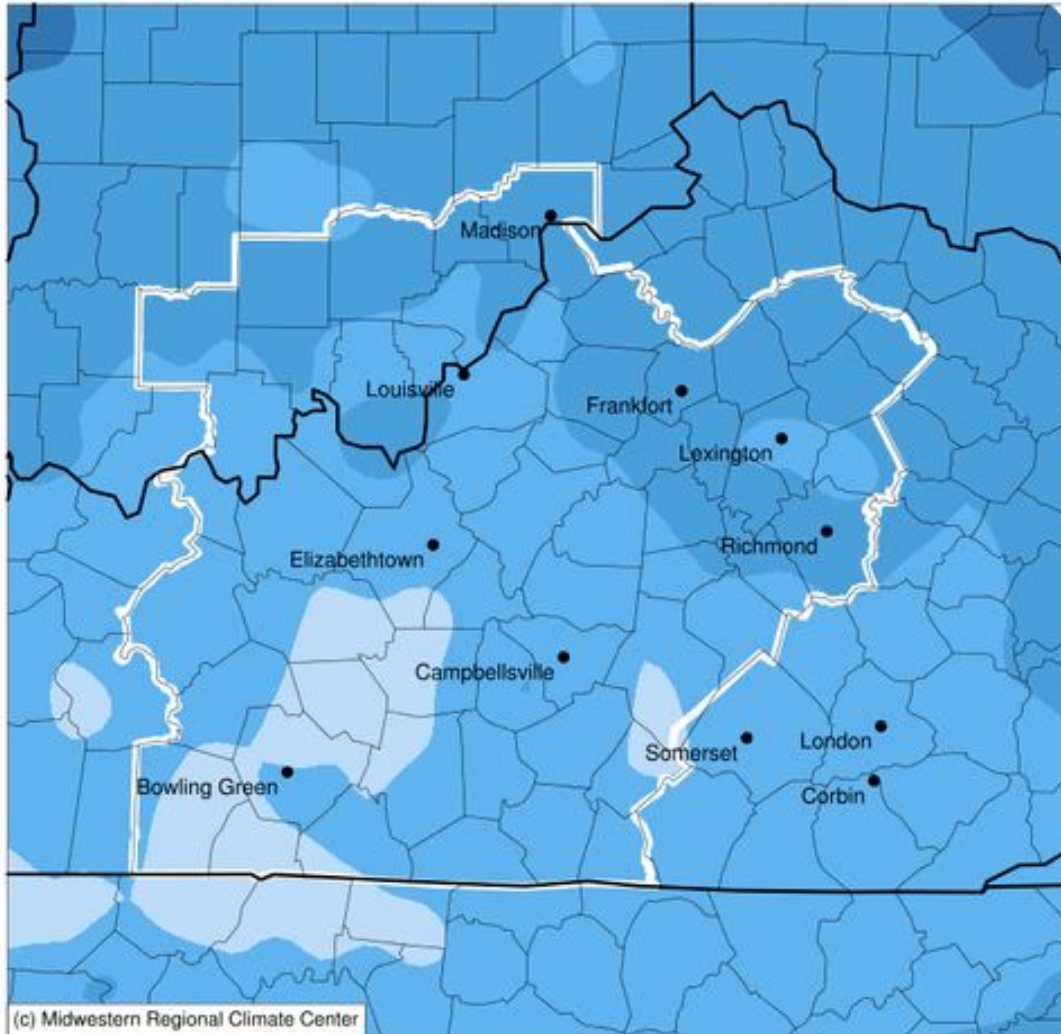 Madison
Louisville
Frankfort
Lexington
Elizabethtown
Richmond
Campbellsville
Somerset
London
Bowling Green
Corbin
(c) Midwestern Regional Climate Center